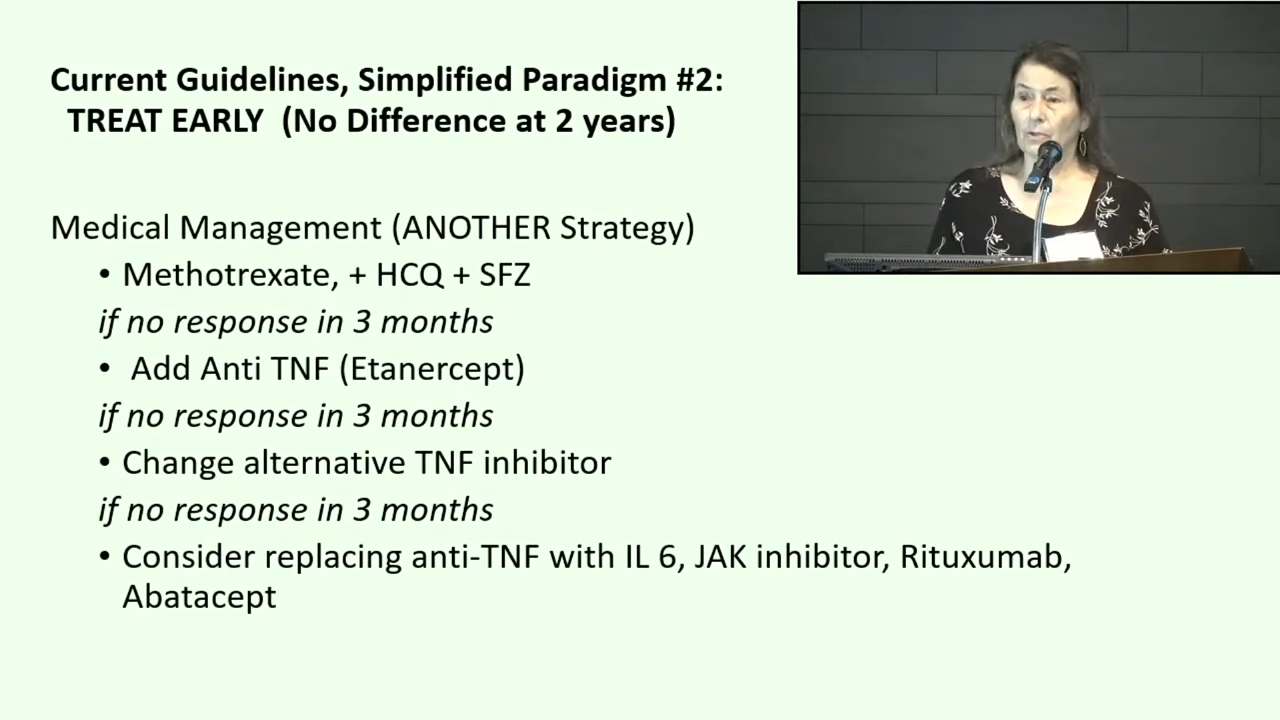 Current Guidelines, Simplified Paradigm #2:
TREAT EARLY (No Difference at 2 years)
Medical Management (ANOTHER Strategy)
• Methotrexate, + HCQ + SFZ
if no response in 3 months
• Add Anti TNF (Etanercept)
if no response in 3 months
• Change alternative TNF inhibitor
if no response in 3 months
• Consider replacing anti-TNF with IL 6, JAK inhibitor, Rituxumab,
Abatacept